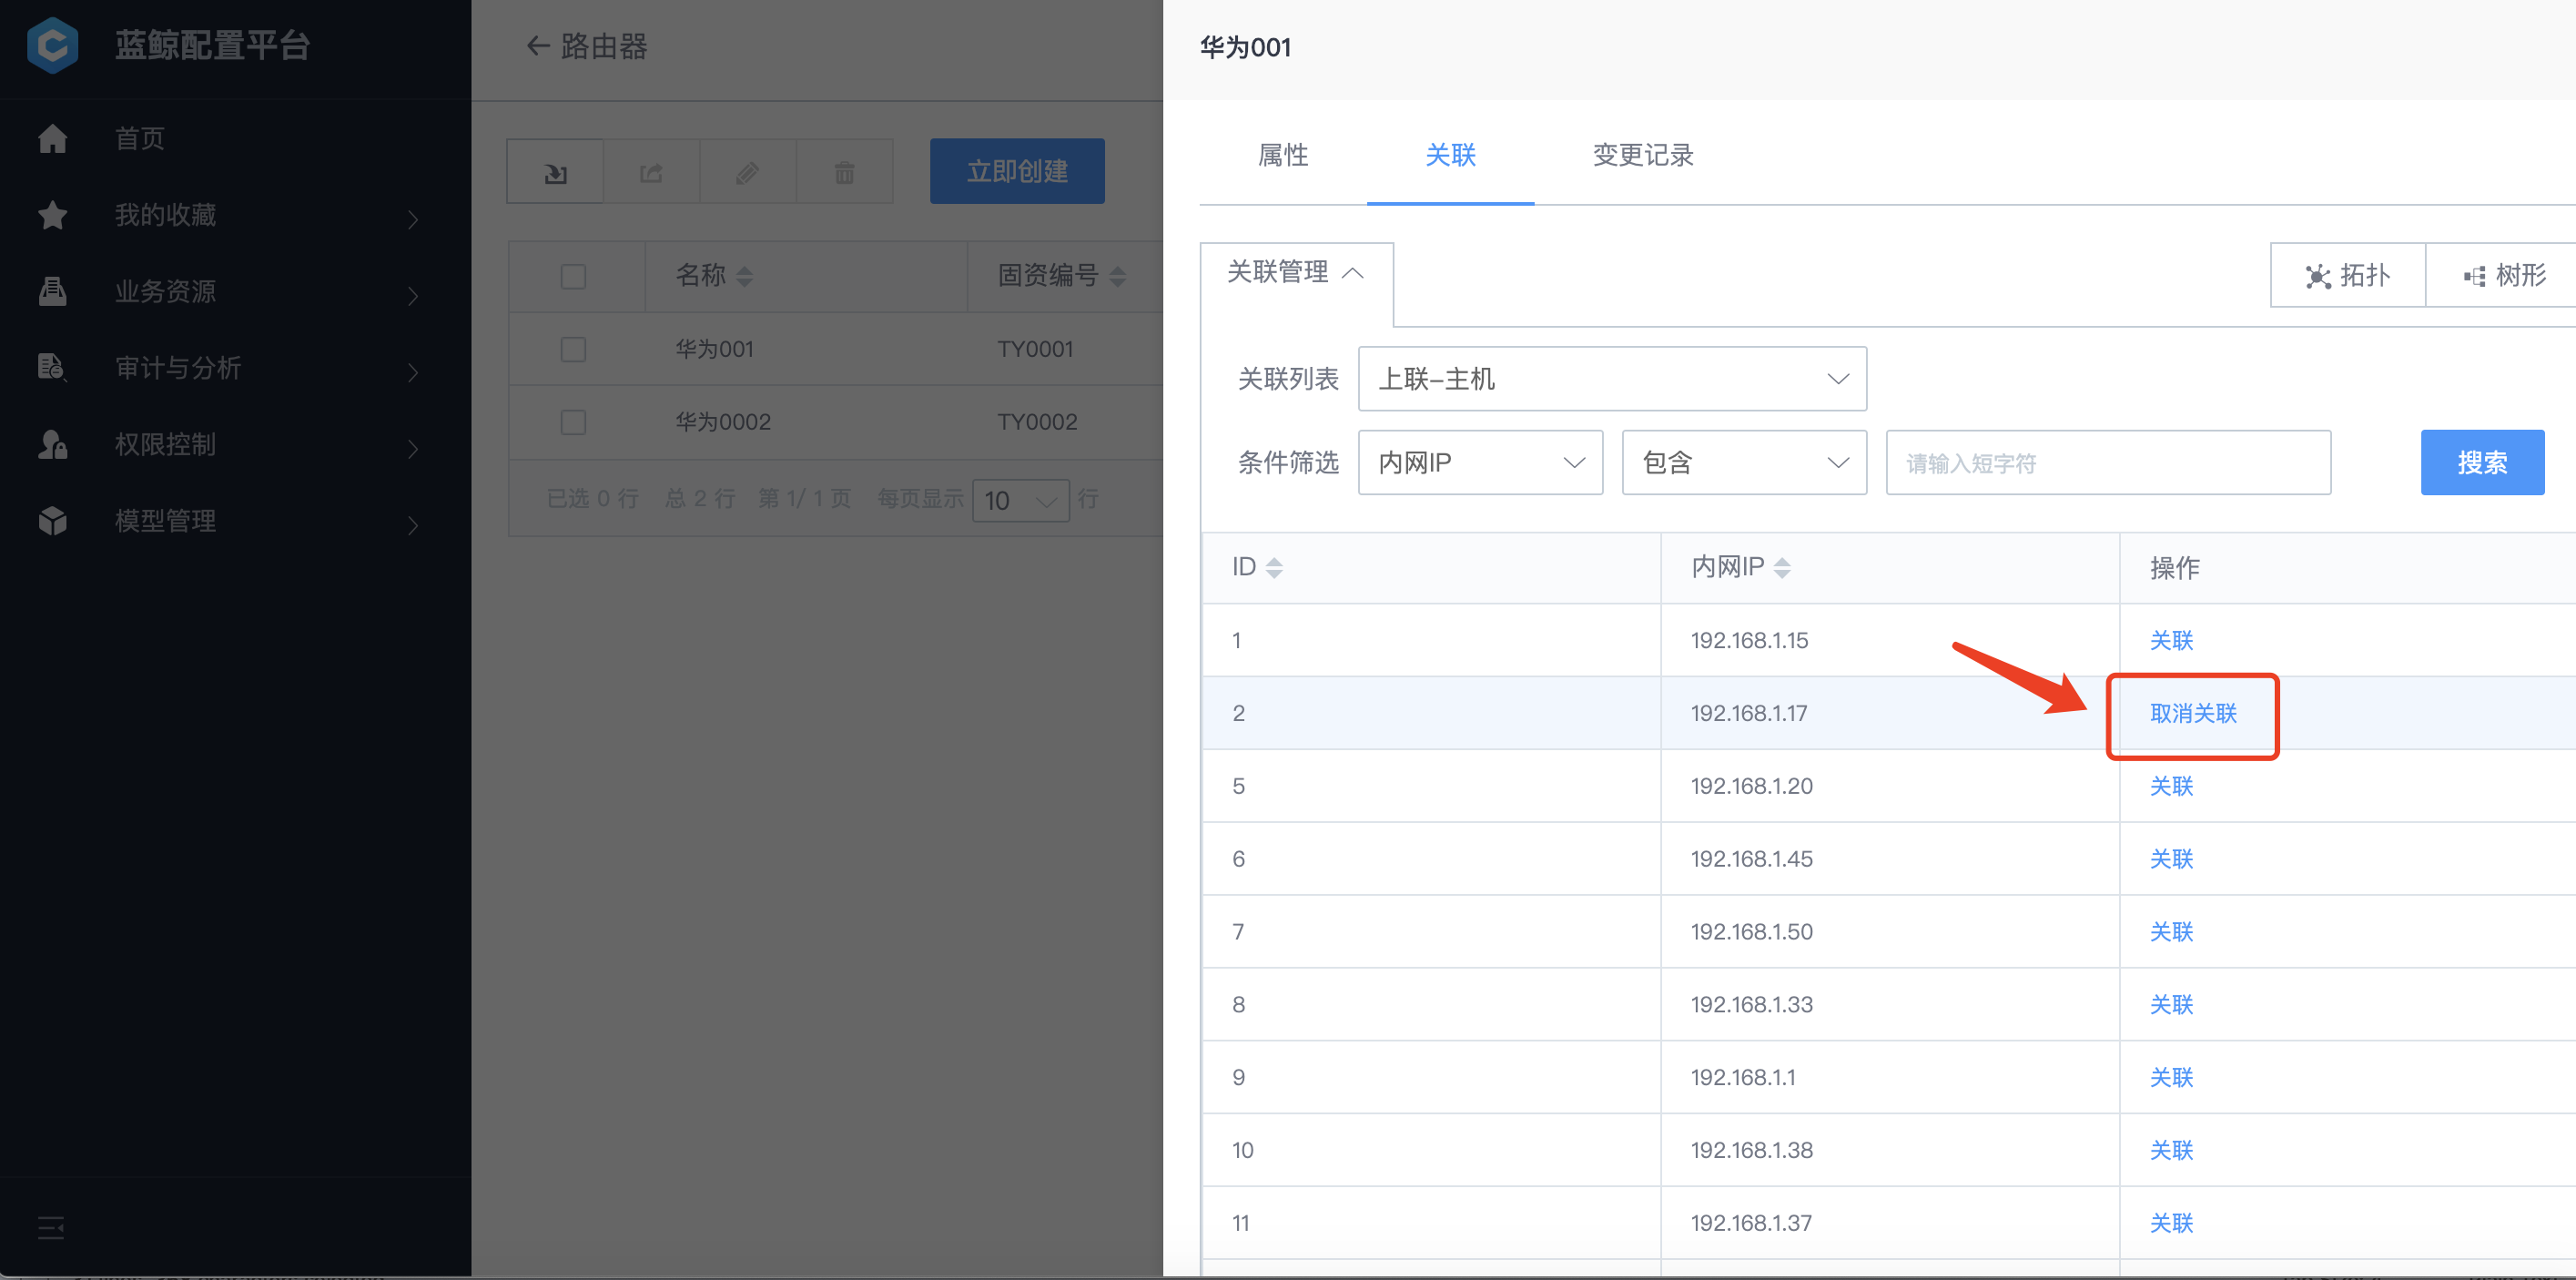 蓝鲸配置平台
首页
我的收藏
业务资源
审计与分析
权限控制
模型管理
路由器
立即创建
名称 固资编号
华为001 TY0001
华为0002 TY0002
已选 0 行 总 2 行 第 1/ 1 页 每页显示 10 行
华为001
属性 关联 变更记录
关联管理 拓扑 树形
关联列表 上联-主机
条件筛选 内网IP 包含 请输入短字符 搜索
ID 内网IP 操作
1 192.168.1.15 关联
2 192.168.1.17 取消关联
5 192.168.1.20 关联
6 192.168.1.45 关联
7 192.168.1.50 关联
8 192.168.1.33 关联
9 192.168.1.1 关联
10 192.168.1.38 关联
11 192.168.1.37 关联